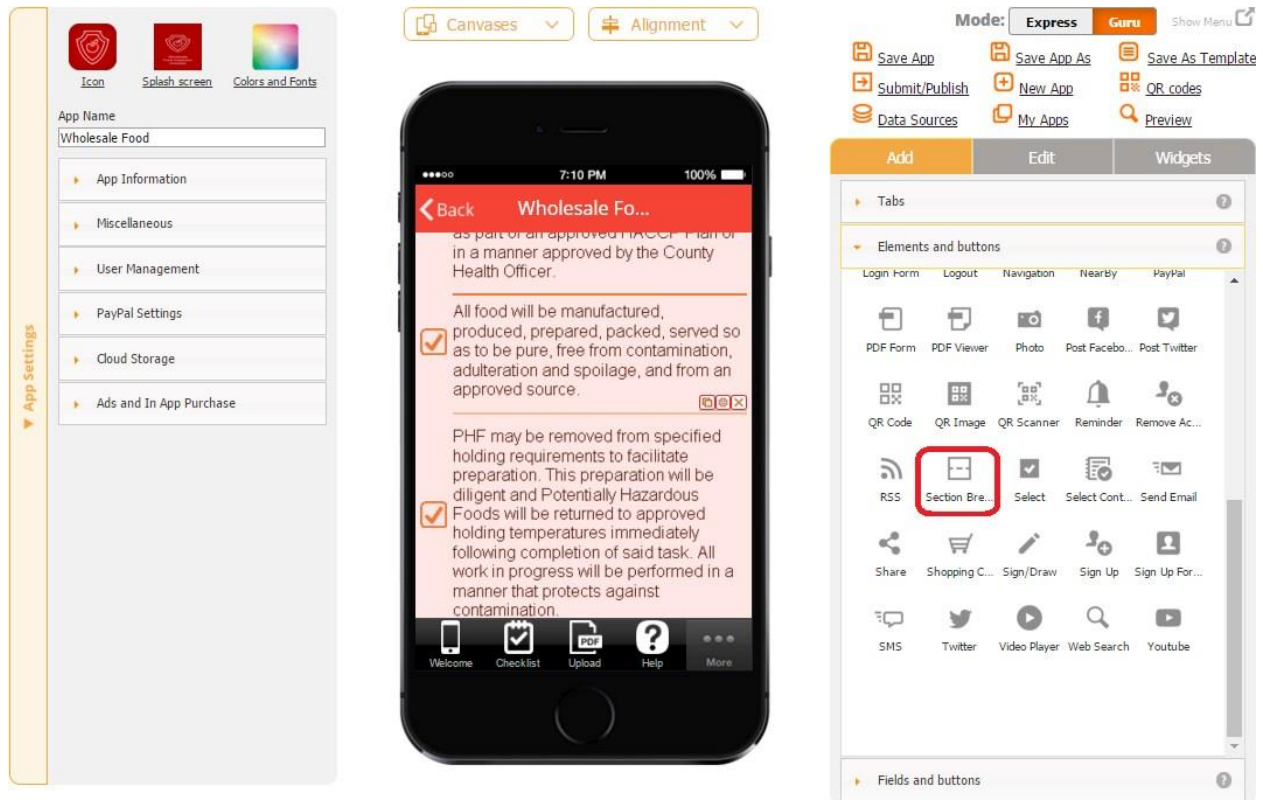 ▼ App Settings
Icon
Splash screen
Colors and Fonts
App Name
Wholesale Food
App Information
Miscellaneous
User Management
PayPal Settings
Cloud Storage
Ads and In App Purchase
Canvases
Alignment
7:10 PM
100%
Back
Wholesale Fo...
as part of an approved HACCP Plan or
in a manner approved by the County
Health Officer.
All food will be manufactured,
produced, prepared, packed, served so
as to be pure, free from contamination,
adulteration and spoilage, and from an
approved source.
PHF may be removed from specified
holding requirements to facilitate
preparation. This preparation will be
diligent and Potentially Hazardous
Foods will be returned to approved
holding temperatures immediately
following completion of said task. All
work in progress will be performed in a
manner that protects against
contamination.
PDF
?
Welcome
Checklist
Upload
Help
More
Mode:
Express
Guru
Show Menu
Save App
Save App As
Save As Template
Submit/Publish
New App
QR codes
Data Sources
My Apps
Preview
Add
Edit
Widgets
Tabs
?
Elements and buttons
?
Login Form
Logout
Navigation
NearBy
PayPal
PDF Form
PDF Viewer
Photo
Post Facebo...
Post Twitter
QR Code
QR Image
QR Scanner
Reminder
Remove Ac...
RSS
Section Bre...
Select
Select Cont...
Send Email
Share
Shopping C...
Sign/Draw
Sign Up
Sign Up For...
SMS
Twitter
Video Player
Web Search
Youtube
Fields and buttons
?